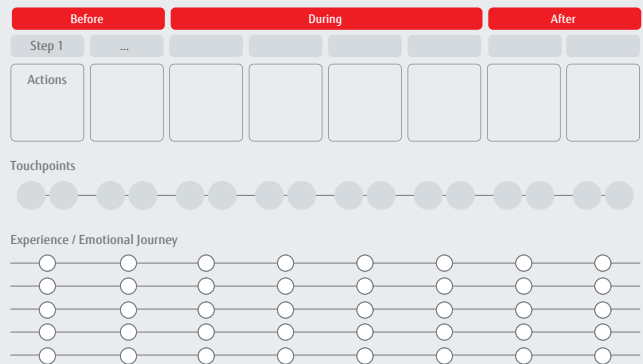 Before During After
Step 1 ...
Actions
Touchpoints
Experience / Emotional Journey